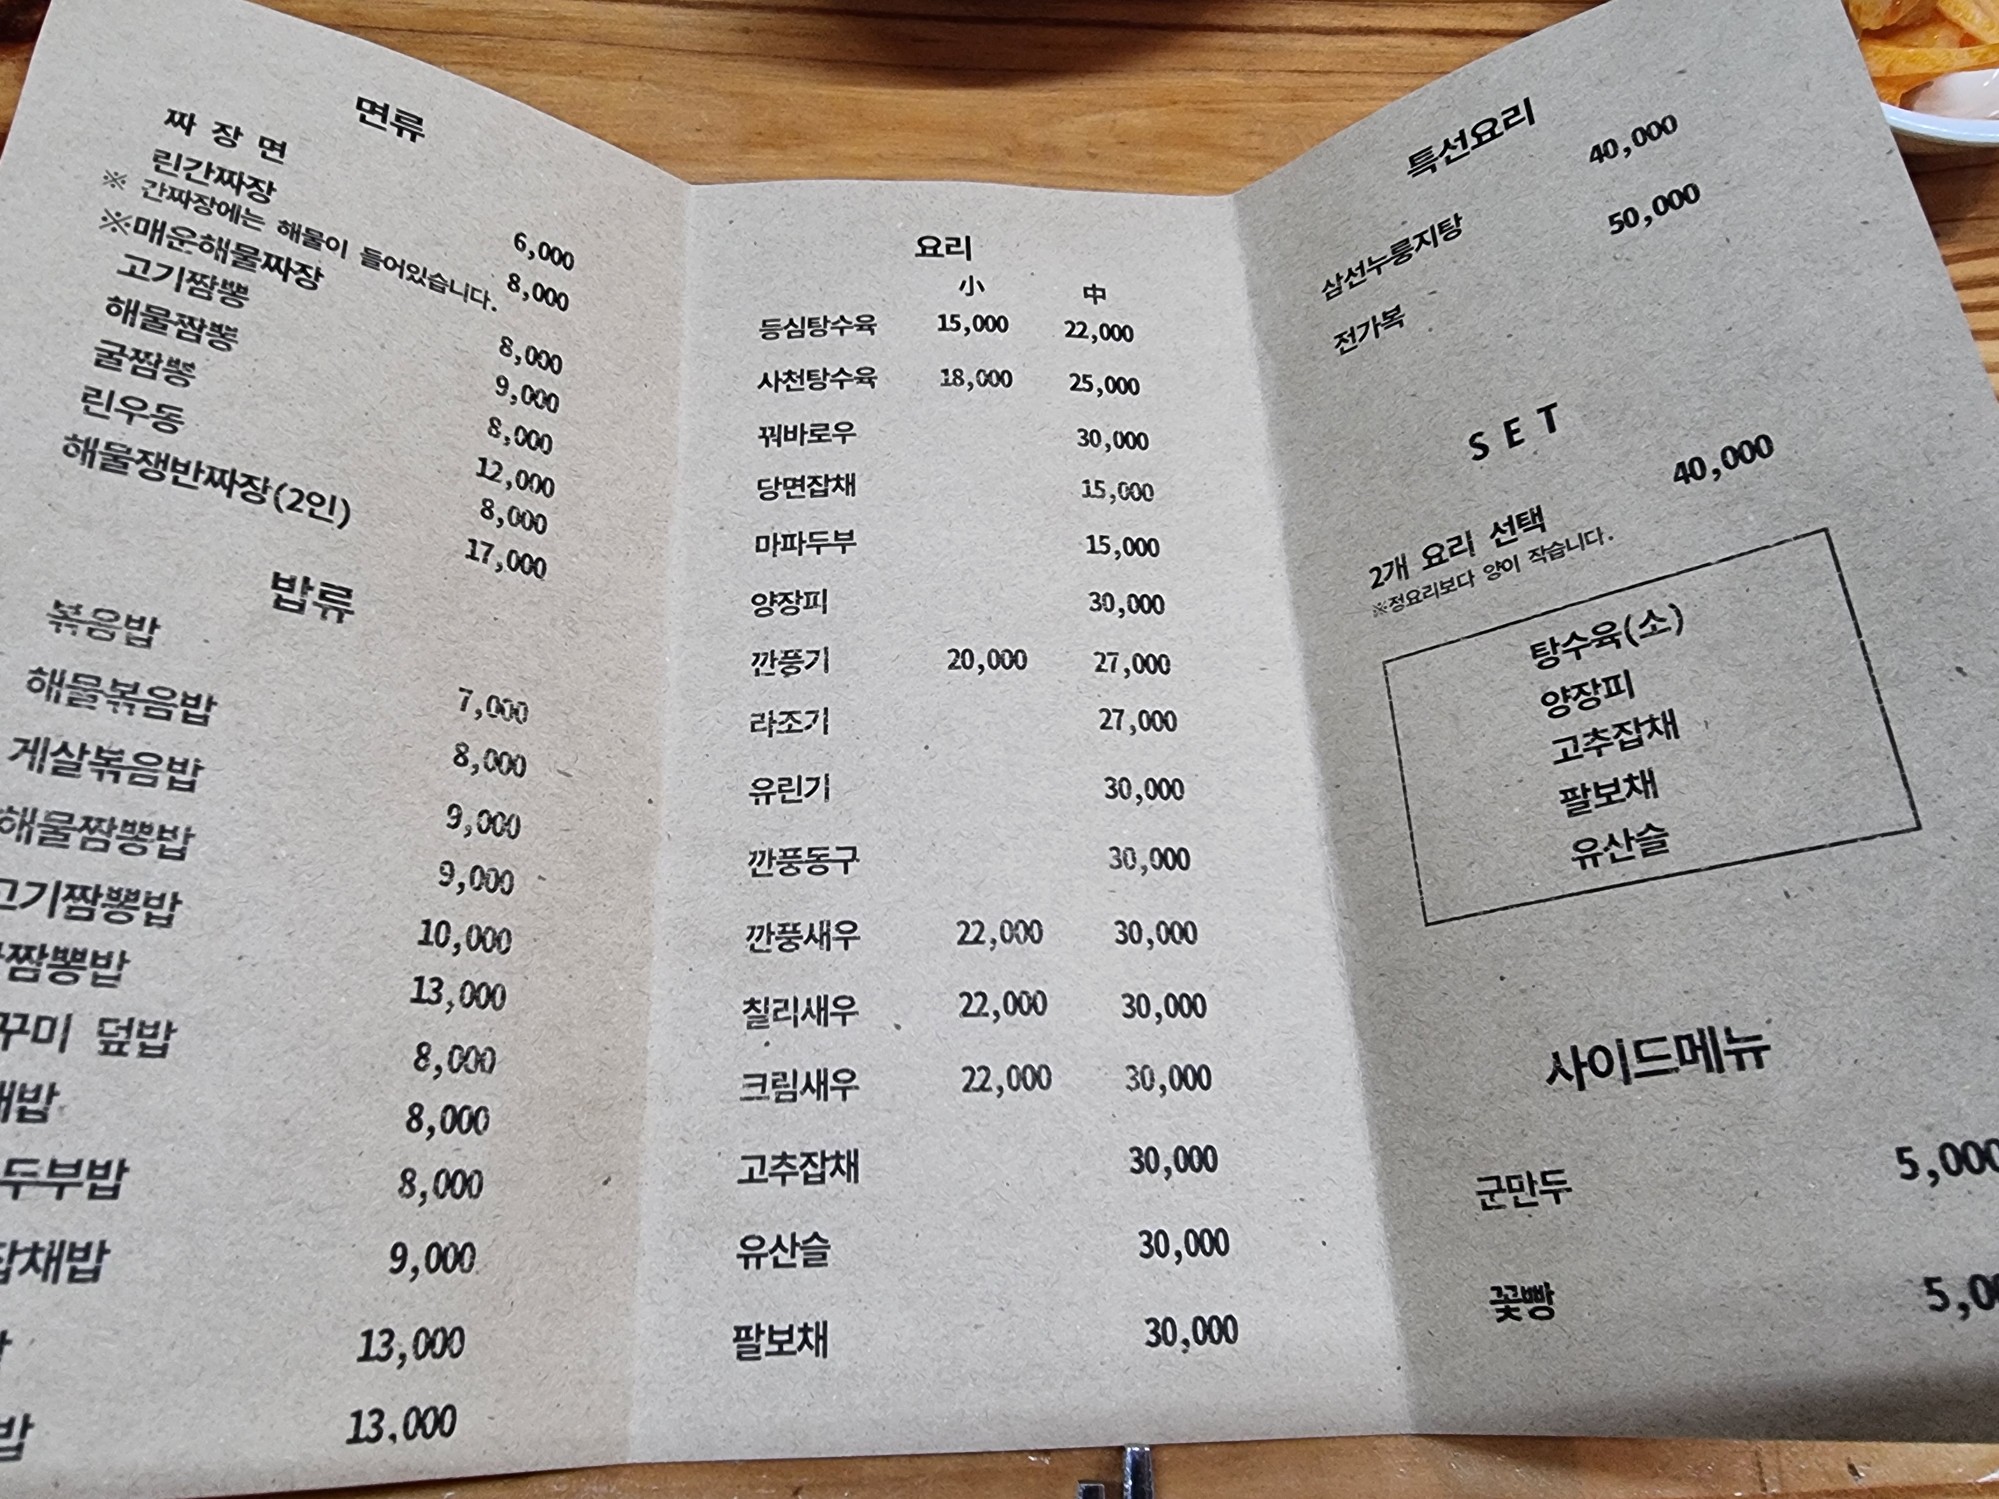 면류
짜 장 면 6,000
린간짜장 8,000
※ 간짜장에는 해물이 들어있습니다.
※매운해물짜장 8,000
고기짬뽕 9,000
해물짬뽕 8,000
굴짬뽕 12,000
린우동 8,000
해물쟁반짜장(2인) 17,000
밥류
볶음밥 7,000
해물볶음밥 8,000
게살볶음밥 9,000
해물짬뽕밥 9,000
고기짬뽕밥 10,000
짬뽕밥 13,000
꾸미 덮밥 8,000
밥 8,000
두부밥 8,000
잡채밥 9,000
13,000
밥 13,000
요리
小 中
등심탕수육 15,000 22,000
사천탕수육 18,000 25,000
꿔바로우 30,000
당면잡채 15,000
마파두부 15,000
양장피 30,000
깐풍기 20,000 27,000
라조기 27,000
유린기 30,000
깐풍동구 30,000
깐풍새우 22,000 30,000
칠리새우 22,000 30,000
크림새우 22,000 30,000
고추잡채 30,000
유산슬 30,000
팔보채 30,000
특선요리
삼선누룽지탕 40,000
전가복 50,000
SET
2개 요리 선택 40,000
※정요리보다 양이 작습니다.
탕수육(소)
양장피
고추잡채
팔보채
유산슬
사이드메뉴
군만두 5,000
꽃빵 5,00